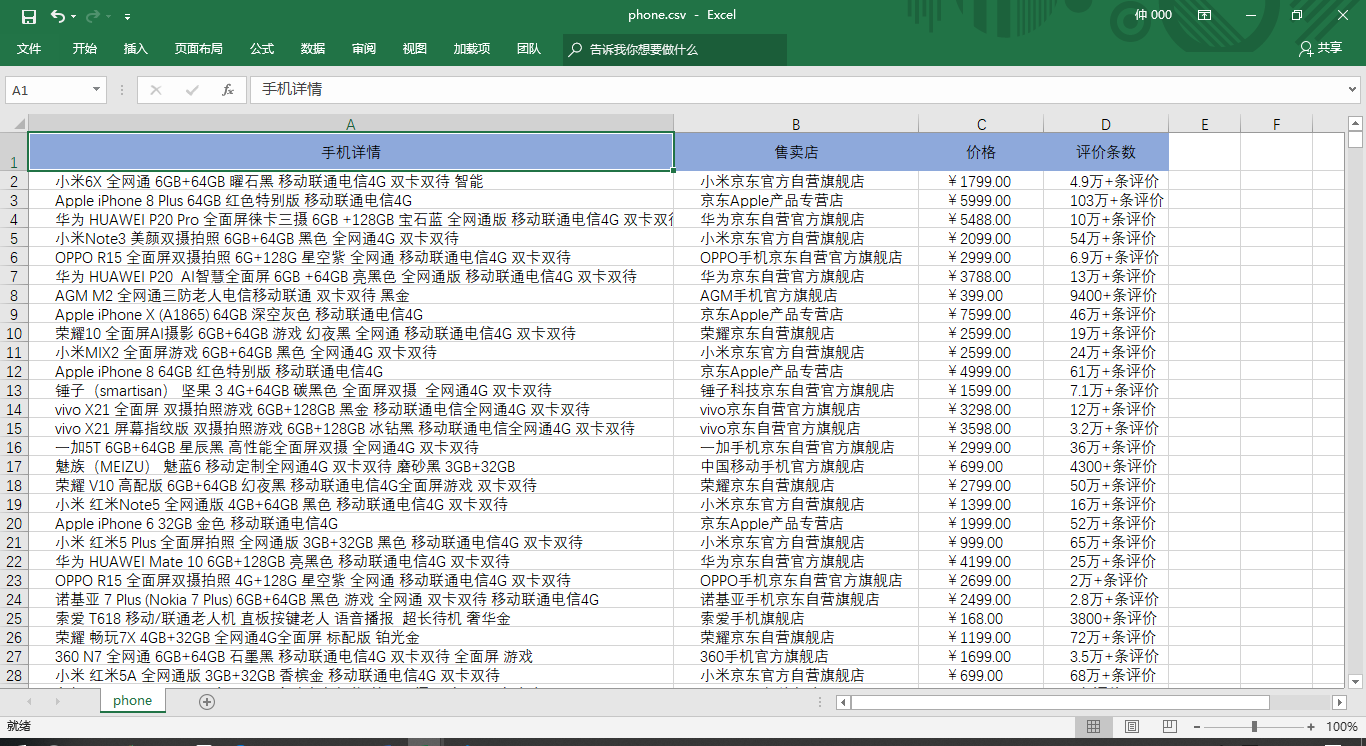 phone.csv - Excel
仲 000
文件 开始 插入 页面布局 公式 数据 审阅 视图 加载项 团队 告诉我你想要做什么 共享
A1 fx 手机详情
A B C D E F
1 手机详情 售卖店 价格 评价条数
2 小米6X 全网通 6GB+64GB 曜石黑 移动联通电信4G 双卡双待 智能 小米京东官方自营旗舰店 ￥1799.00 4.9万+条评价
3 Apple iPhone 8 Plus 64GB 红色特别版 移动联通电信4G 京东Apple产品专营店 ￥5999.00 103万+条评价
4 华为 HUAWEI P20 Pro 全面屏徕卡三摄 6GB +128GB 宝石蓝 全网通版 移动联通电信4G 双卡双 华为京东自营官方旗舰店 ￥5488.00 10万+条评价
5 小米Note3 美颜双摄拍照 6GB+64GB 黑色 全网通4G 双卡双待 小米京东官方自营旗舰店 ￥2099.00 54万+条评价
6 OPPO R15 全面屏双摄拍照 6G+128G 星空紫 全网通 移动联通电信4G 双卡双待 OPPO手机京东自营官方旗舰店 ￥2999.00 6.9万+条评价
7 华为 HUAWEI P20  AI智慧全面屏 6GB +64GB 亮黑色 全网通版 移动联通电信4G 双卡双待 华为京东自营官方旗舰店 ￥3788.00 13万+条评价
8 AGM M2 全网通三防老人电信移动联通 双卡双待 黑金 AGM手机官方旗舰店 ￥399.00 9400+条评价
9 Apple iPhone X (A1865) 64GB 深空灰色 移动联通电信4G 京东Apple产品专营店 ￥7599.00 46万+条评价
10 荣耀10 全面屏AI摄影 6GB+64GB 游戏 幻夜黑 全网通 移动联通电信4G 双卡双待 荣耀京东自营旗舰店 ￥2599.00 19万+条评价
11 小米MIX2 全面屏游戏 6GB+64GB 黑色 全网通4G 双卡双待 小米京东官方自营旗舰店 ￥2599.00 24万+条评价
12 Apple iPhone 8 64GB 红色特别版 移动联通电信4G 京东Apple产品专营店 ￥4999.00 61万+条评价
13 锤子（smartisan） 坚果 3 4G+64GB 碳黑色 全面屏双摄  全网通4G 双卡双待 锤子科技京东自营官方旗舰店 ￥1599.00 7.1万+条评价
14 vivo X21 全面屏 双摄拍照游戏 6GB+128GB 黑金 移动联通电信全网通4G 双卡双待 vivo京东自营官方旗舰店 ￥3298.00 12万+条评价
15 vivo X21 屏幕指纹版 双摄拍照游戏 6GB+128GB 冰钻黑 移动联通电信全网通4G 双卡双待 vivo京东自营官方旗舰店 ￥3598.00 3.2万+条评价
16 一加5T 6GB+64GB 星辰黑 高性能全面屏双摄 全网通4G 双卡双待 一加手机京东自营官方旗舰店 ￥2999.00 36万+条评价
17 魅族（MEIZU） 魅蓝6 移动定制全网通4G 双卡双待 磨砂黑 3GB+32GB 中国移动手机官方旗舰店 ￥699.00 4300+条评价
18 荣耀 V10 高配版 6GB+64GB 幻夜黑 移动联通电信4G全面屏游戏 双卡双待 荣耀京东自营旗舰店 ￥2799.00 50万+条评价
19 小米 红米Note5 全网通版 4GB+64GB 黑色 移动联通电信4G 双卡双待 小米京东官方自营旗舰店 ￥1399.00 16万+条评价
20 Apple iPhone 6 32GB 金色 移动联通电信4G 京东Apple产品专营店 ￥1999.00 52万+条评价
21 小米 红米5 Plus 全面屏拍照 全网通版 3GB+32GB 黑色 移动联通电信4G 双卡双待 小米京东官方自营旗舰店 ￥999.00 65万+条评价
22 华为 HUAWEI Mate 10 6GB+128GB 亮黑色 移动联通电信4G 双卡双待 华为京东自营官方旗舰店 ￥4199.00 25万+条评价
23 OPPO R15 全面屏双摄拍照 4G+128G 星空紫 全网通 移动联通电信4G 双卡双待 OPPO手机京东自营官方旗舰店 ￥2699.00 2万+条评价
24 诺基亚 7 Plus (Nokia 7 Plus) 6GB+64GB 黑色 游戏 全网通 双卡双待 移动联通电信4G 诺基亚手机京东自营旗舰店 ￥2499.00 2.8万+条评价
25 索爱 T618 移动/联通老人机 直板按键老人 语音播报  超长待机 奢华金 索爱手机旗舰店 ￥168.00 3800+条评价
26 荣耀 畅玩7X 4GB+32GB 全网通4G全面屏 标配版 铂光金 荣耀京东自营旗舰店 ￥1199.00 72万+条评价
27 360 N7 全网通 6GB+64GB 石墨黑 移动联通电信4G 双卡双待 全面屏 游戏 360手机官方旗舰店 ￥1699.00 3.5万+条评价
28 小米 红米5A 全网通版 3GB+32GB 香槟金 移动联通电信4G 双卡双待 小米京东官方自营旗舰店 ￥699.00 68万+条评价
phone
就绪 100%